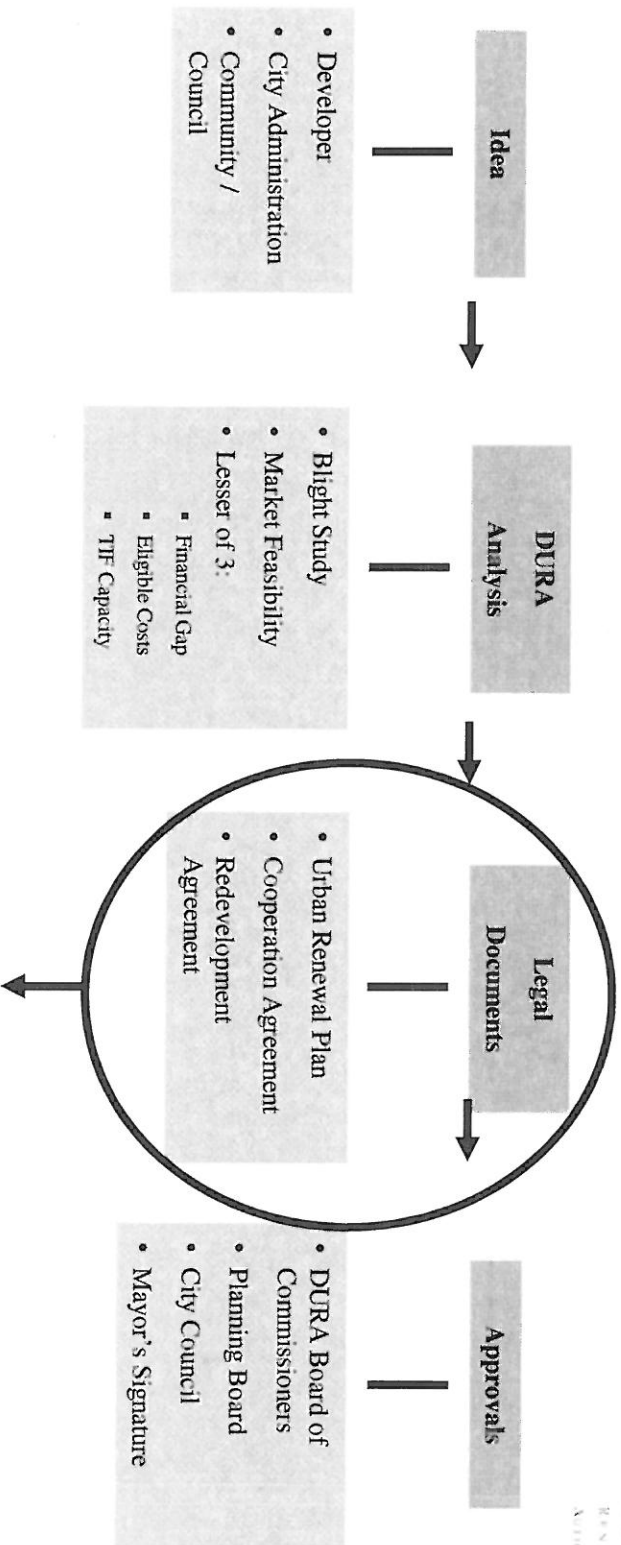 Idea
• Developer
• City Administration
• Community /
Council
DURA
Analysis
• Blight Study
• Market Feasibility
• Lesser of 3:
▪ Financial Gap
▪ Eligible Costs
▪ TIF Capacity
Legal
Documents
• Urban Renewal Plan
• Cooperation Agreement
• Redevelopment
Agreement
Approvals
• DURA Board of
Commissioners
• Planning Board
• City Council
• Mayor's Signature